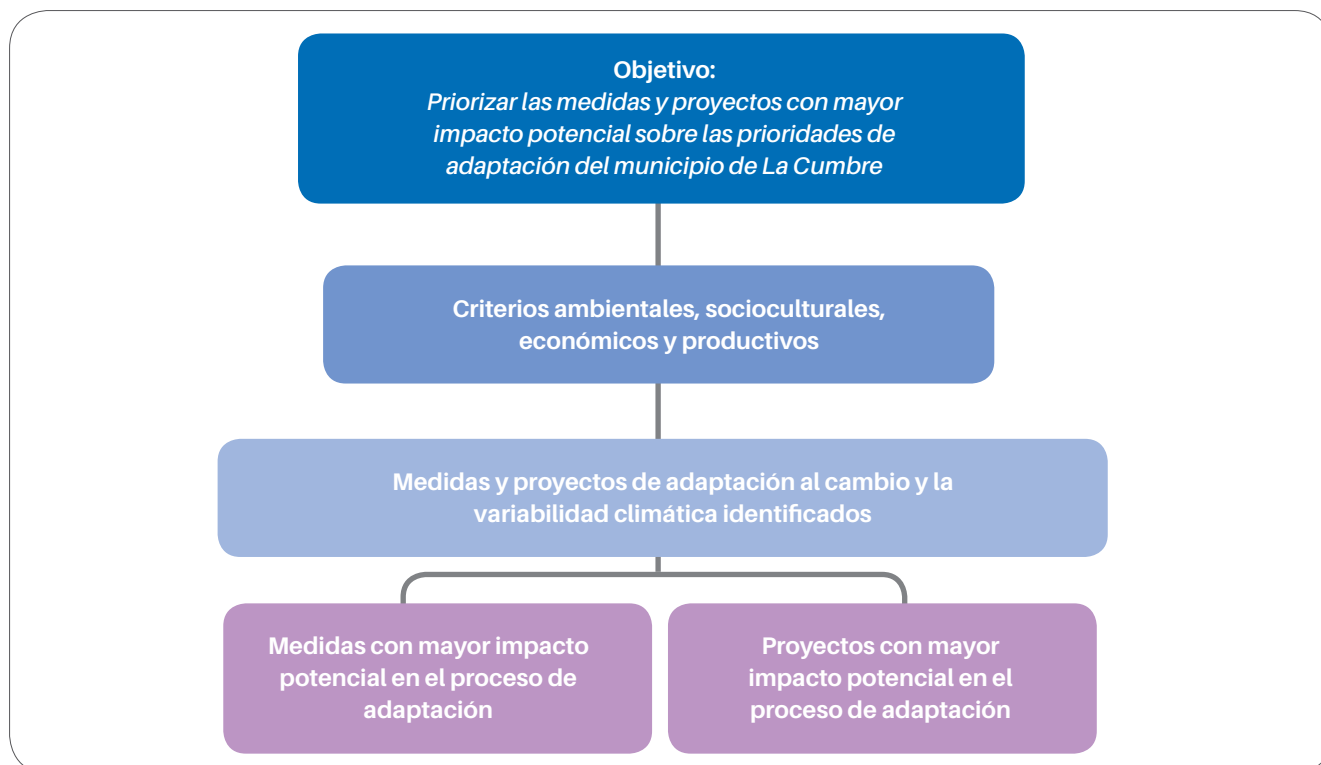 Objetivo:
Priorizar las medidas y proyectos con mayor
impacto potencial sobre las prioridades de
adaptación del municipio de La Cumbre
Criterios ambientales, socioculturales,
económicos y productivos
Medidas y proyectos de adaptación al cambio y la
variabilidad climática identificados
Medidas con mayor impacto
potencial en el proceso de
adaptación
Proyectos con mayor
impacto potencial en el
proceso de adaptación